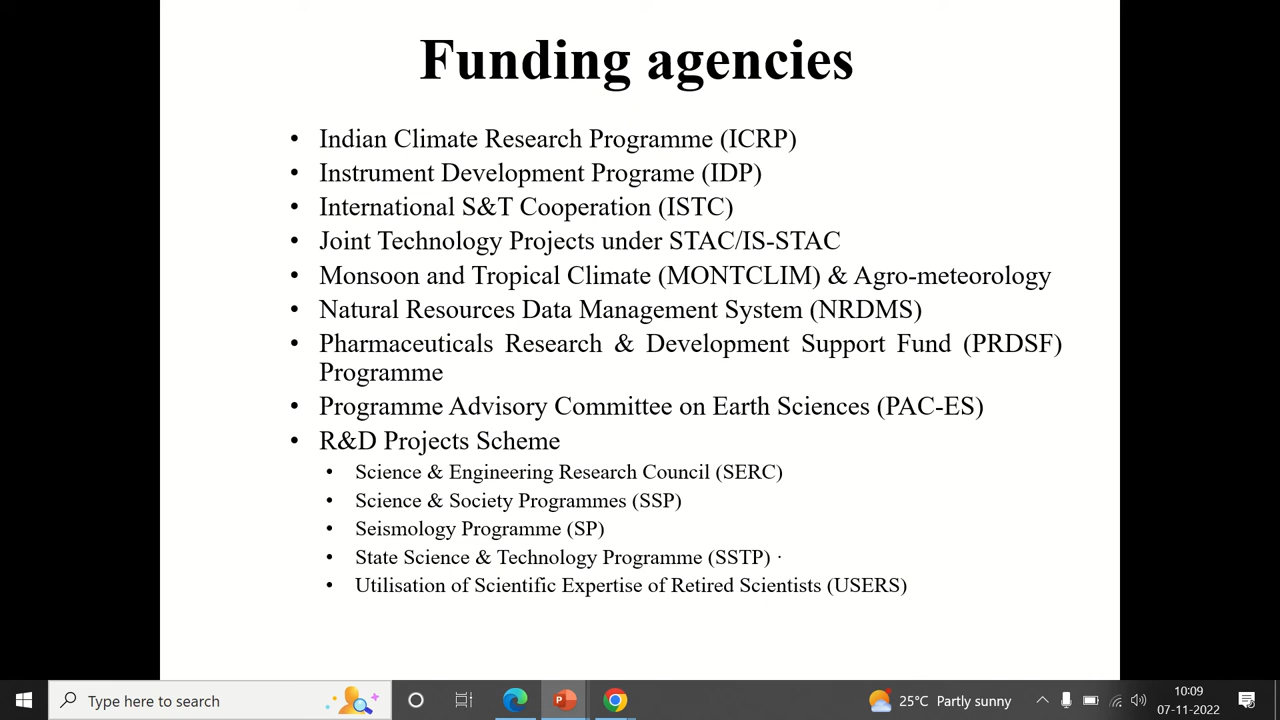 Funding agencies
• Indian Climate Research Programme (ICRP)
• Instrument Development Programe (IDP)
• International S&T Cooperation (ISTC)
• Joint Technology Projects under STAC/IS-STAC
• Monsoon and Tropical Climate (MONTCLIM) & Agro-meteorology
• Natural Resources Data Management System (NRDMS)
• Pharmaceuticals Research & Development Support Fund (PRDSF)
Programme
• Programme Advisory Committee on Earth Sciences (PAC-ES)
• R&D Projects Scheme
• Science & Engineering Research Council (SERC)
• Science & Society Programmes (SSP)
• Seismology Programme (SP)
• State Science & Technology Programme (SSTP) ·
• Utilisation of Scientific Expertise of Retired Scientists (USERS)
Type here to search
25°C Partly sunny
10:09
07-11-2022